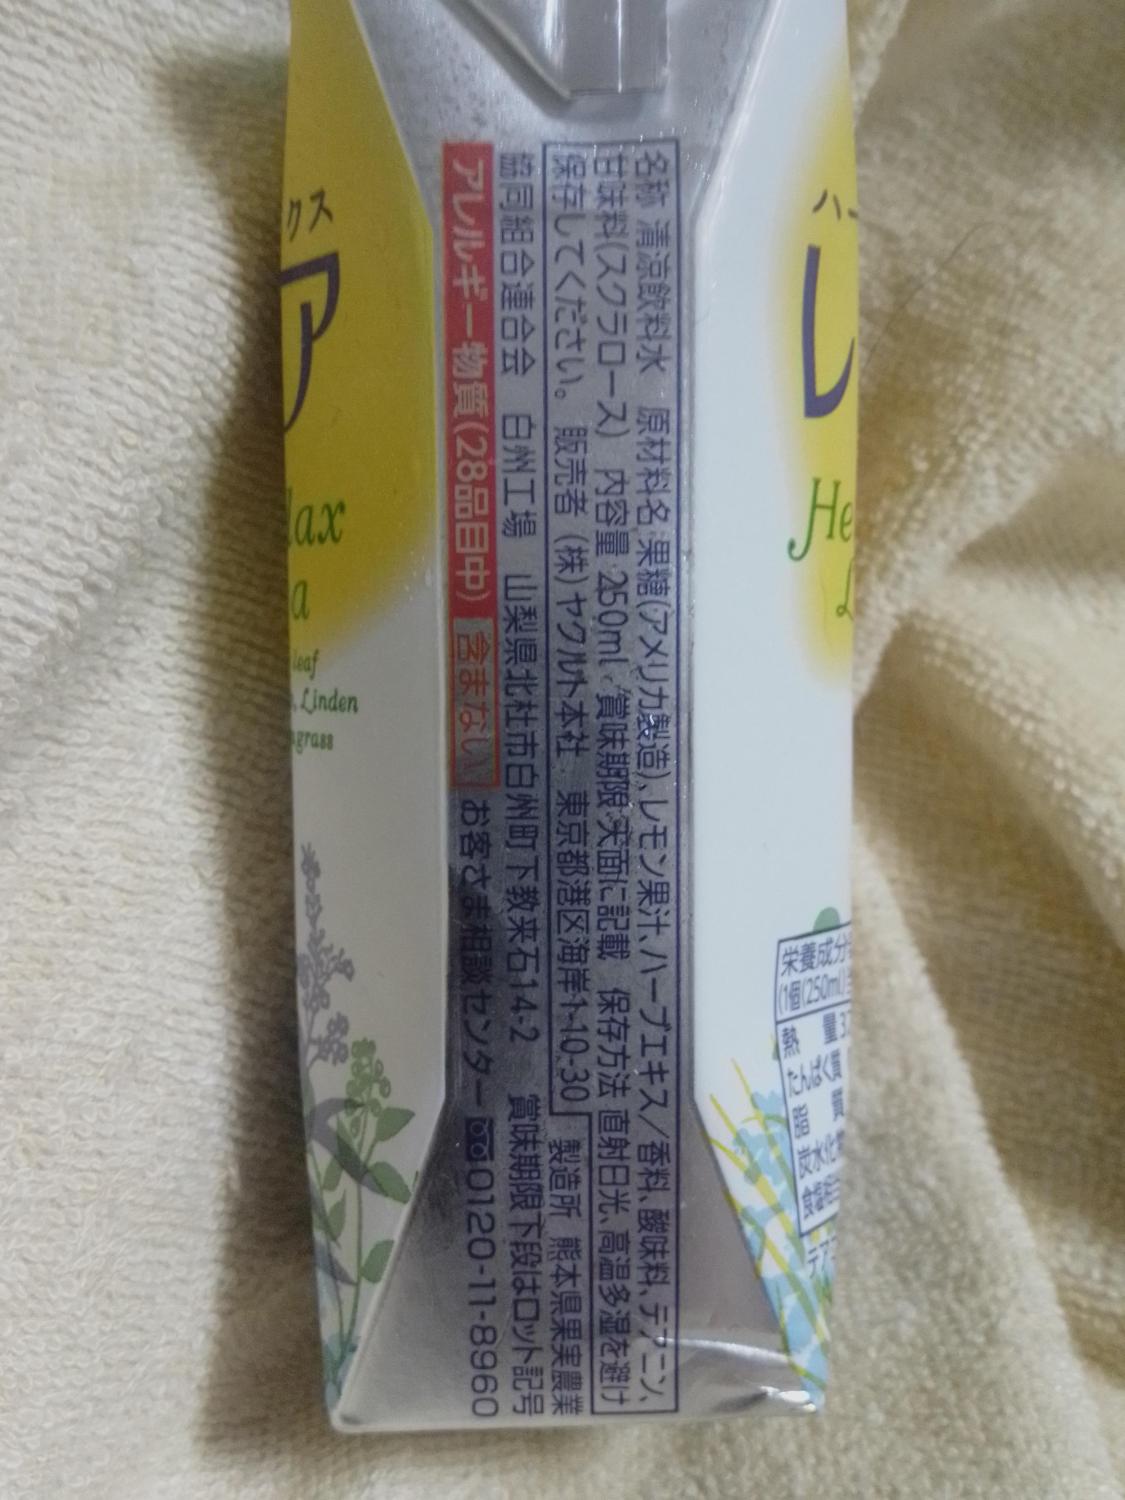 名称 清涼飲料水 原材料名 果糖(アメリカ製造)、レモン果汁、ハーブエキス/香料、酸味料、テアニン、
甘味料(スクラロース) 内容量 250ml 賞味期限 天面に記載 保存方法 直射日光、高温多湿を避け
保存してください。 販売者 (株)ヤクルト本社 東京都港区海岸1-10-30 製造所 熊本県果実農業
協同組合連合会 白州工場 山梨県北杜市白州町下教来石14-2 賞味期限下段はロット記号
アレルギー物質(28品目中) 含まない お客さま相談センター 0120-11-8960
クス
ア
lax
a
leaf
, Linden
grass
ハー
レ
He
L
栄養成分
(1個(250ml)
熱 量 37
たんぱく質
脂 質
炭水化
食塩相当
テア